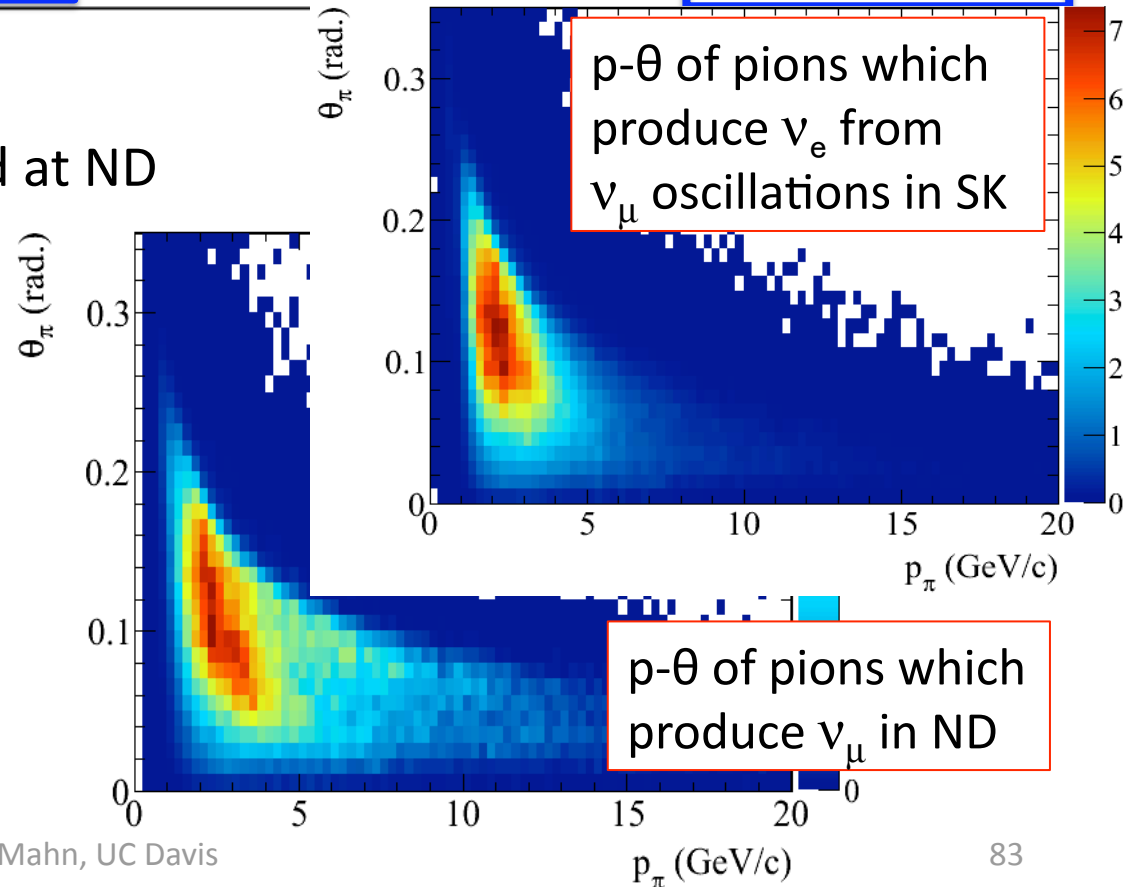 θπ (rad.)
0.3
0.2
0.1
0
0
5
10
15
20
pπ (GeV/c)
7
6
5
4
3
2
1
0
p-θ of pions which
produce νe from
νμ oscillations in SK
at ND
θπ (rad.)
0.3
0.2
0.1
0
0
5
10
15
20
pπ (GeV/c)
0
p-θ of pions which
produce νμ in ND
Mahn, UC Davis
83